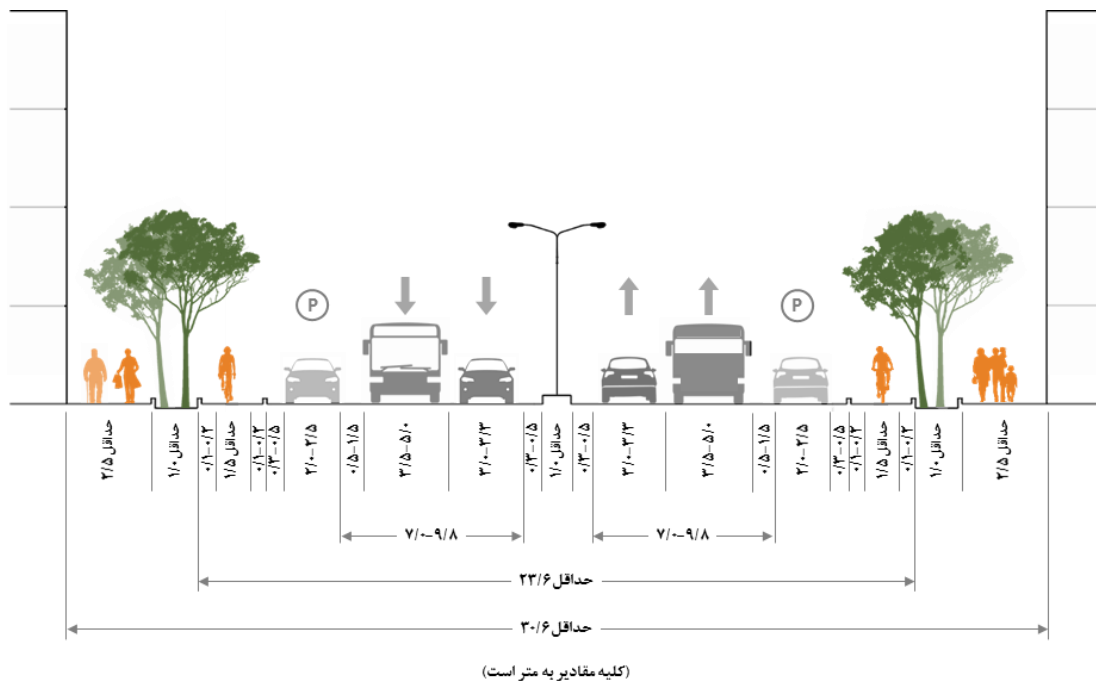 P
P
حداقل ۲/۵
حداقل ۱/۰
۰/۱-۰/۲
حداقل ۱/۵
۰/۱-۰/۲
۰/۳-۰/۵
۲/۰-۲/۵
۰/۵-۱/۵
۳/۵-۵/۰
۳/۰-۳/۳
۰/۳-۰/۵
حداقل ۱/۰
۰/۳-۰/۵
۳/۰-۳/۳
۳/۵-۵/۰
۰/۵-۱/۵
۲/۰-۲/۵
۰/۳-۰/۵
۰/۱-۰/۲
حداقل ۱/۵
۰/۱-۰/۲
حداقل ۱/۰
حداقل ۲/۵
۷/۰-۹/۸
۷/۰-۹/۸
حداقل ۲۳/۶
حداقل ۳۰/۶
(کلیه مقادیر به متر است)